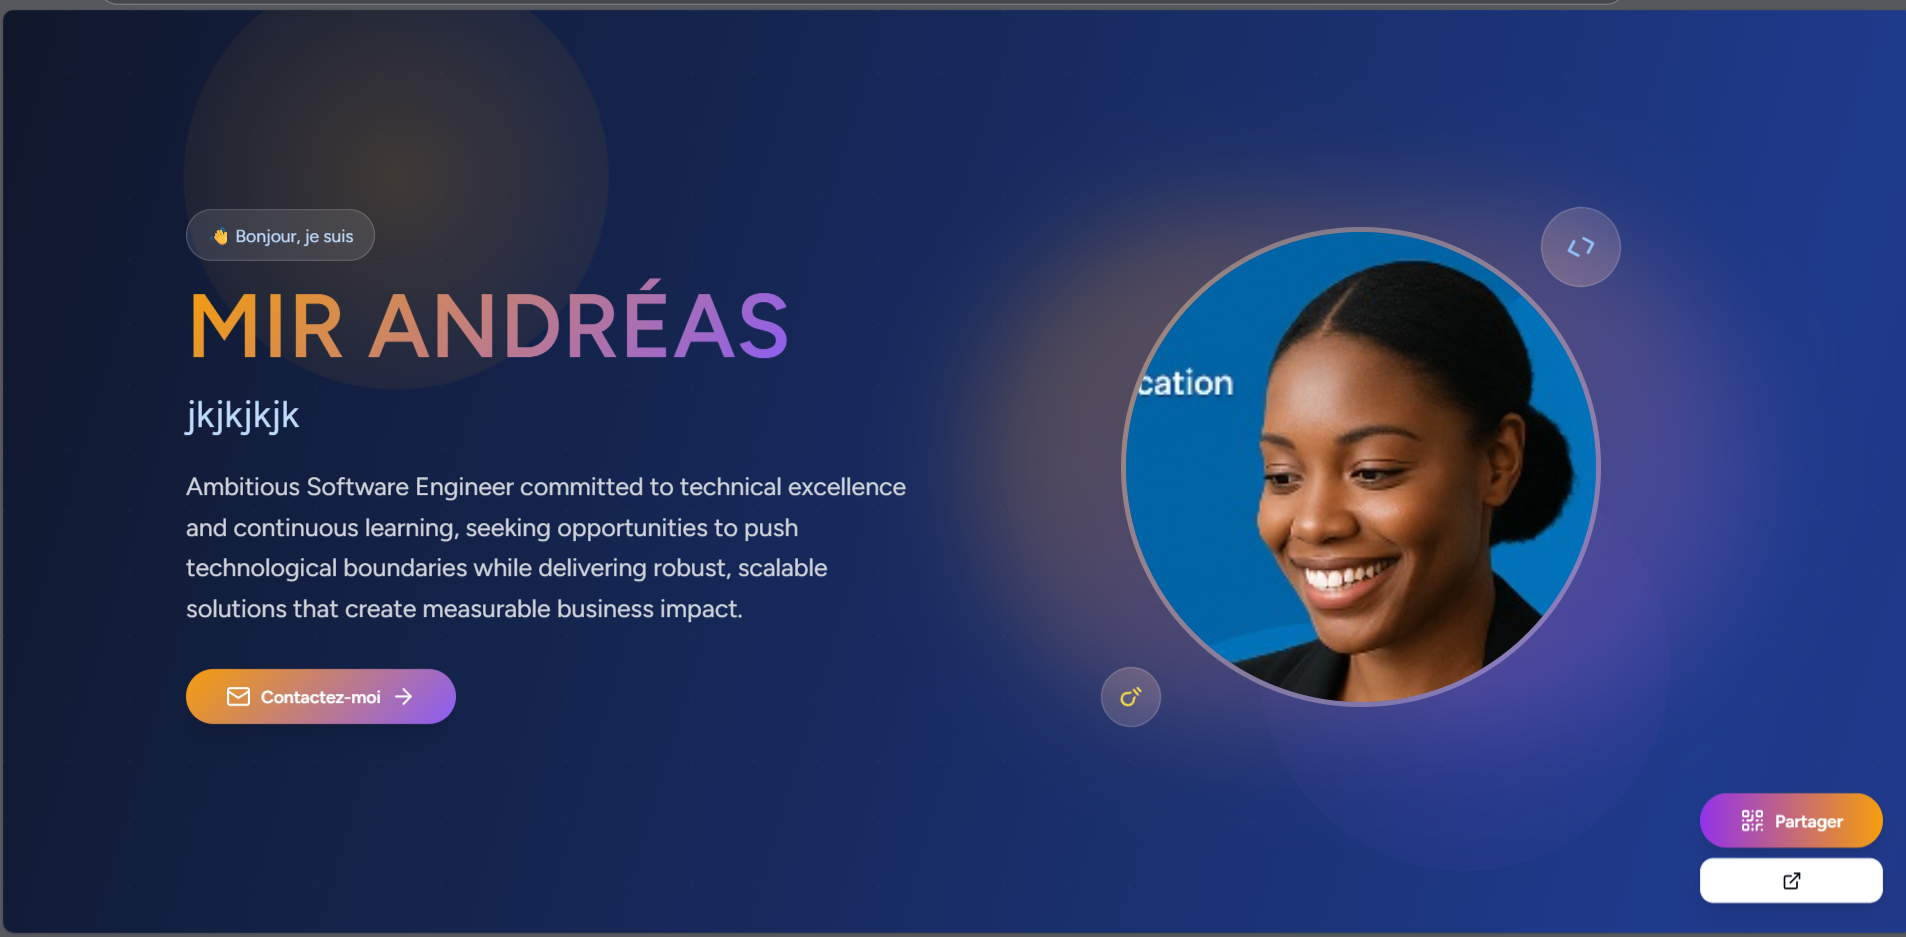 👋 Bonjour, je suis
MIR ANDRÉAS
jkjkjkjk
Ambitious Software Engineer committed to technical excellence
and continuous learning, seeking opportunities to push
technological boundaries while delivering robust, scalable
solutions that create measurable business impact.
Contactez-moi
cation
Partager